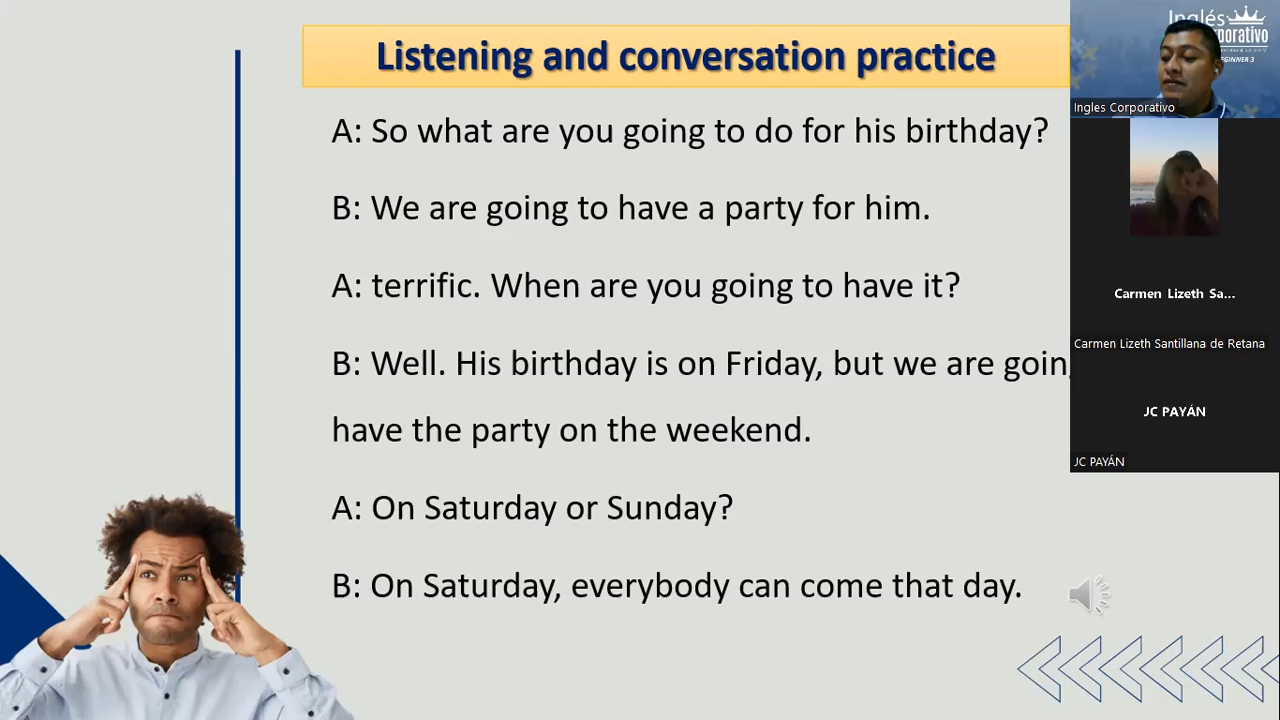 Listening and conversation practice
A: So what are you going to do for his birthday?
B: We are going to have a party for him.
A: terrific. When are you going to have it?
B: Well. His birthday is on Friday, but we are goin
have the party on the weekend.
A: On Saturday or Sunday?
B: On Saturday, everybody can come that day.
Inglés
EGINNER 3
Ingles Corporativo
Carmen Lizeth Sa...
Carmen Lizeth Santillana de Retana
JC PAYÁN
JC PAYÁN